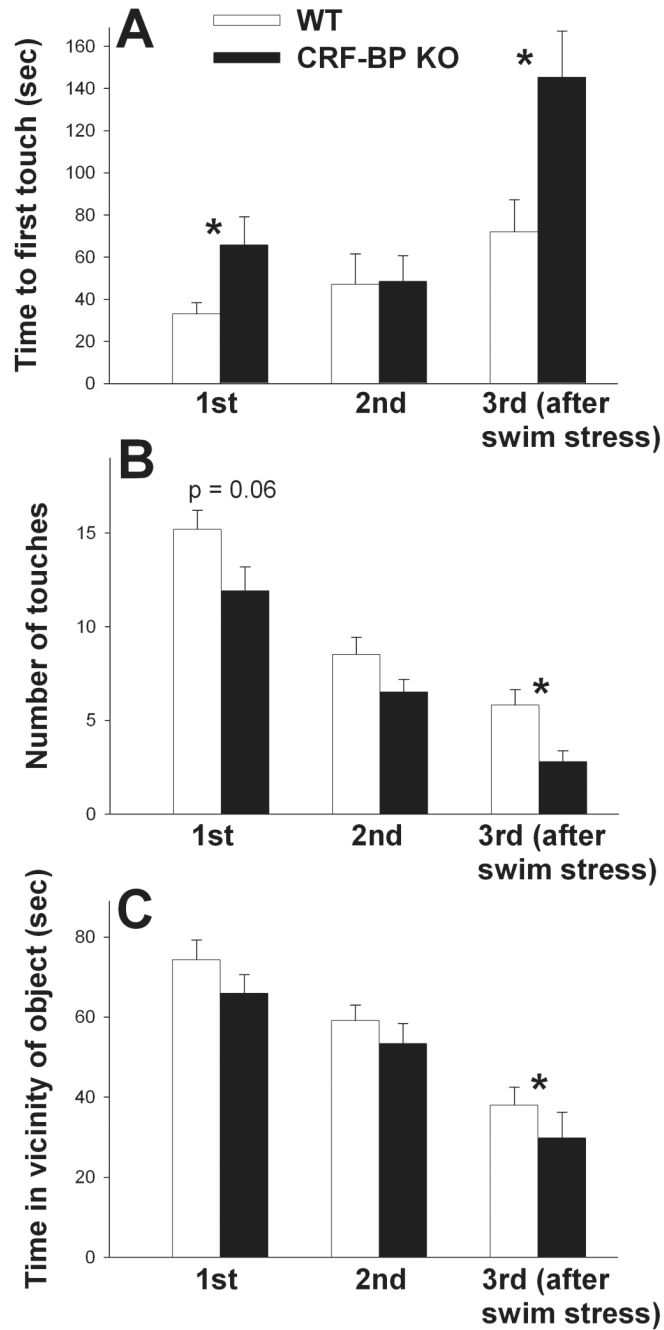 A
WT
CRF-BP KO
Time to first touch (sec)
160
140
120
100
80
60
40
20
0
*
*
1st
2nd
3rd (after
swim stress)
B
Number of touches
p = 0.06
15
10
5
0
*
1st
2nd
3rd (after
swim stress)
C
Time in vicinity of object (sec)
80
60
40
20
0
*
1st
2nd
3rd (after
swim stress)